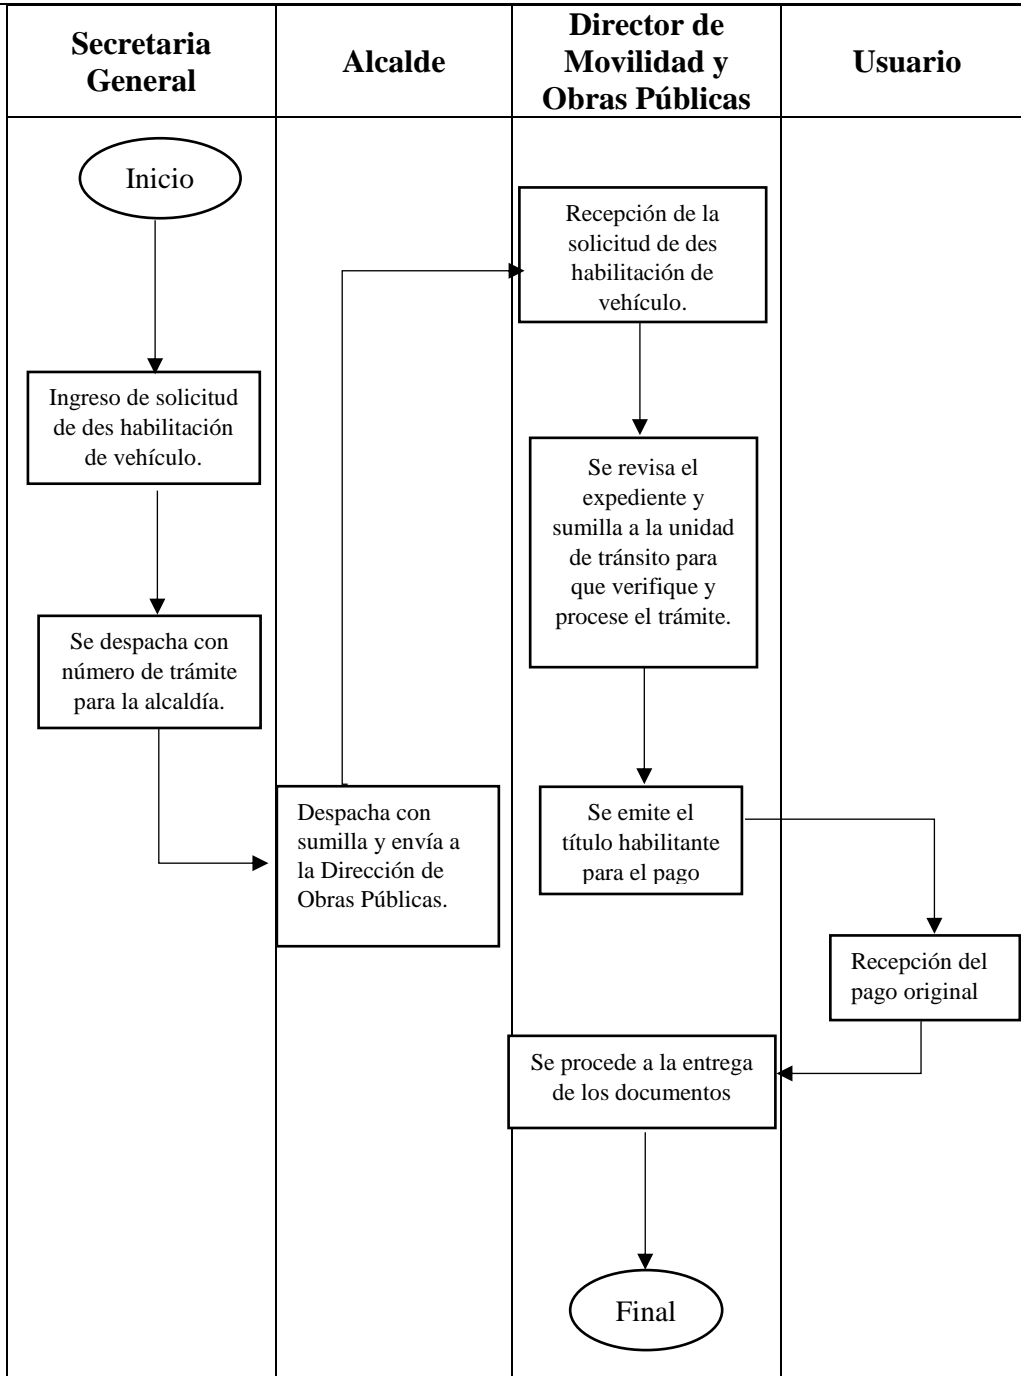 Secretaria
General
Alcalde
Director de
Movilidad y
Obras Públicas
Usuario
Inicio
Ingreso de solicitud
de des habilitación
de vehículo.
Se despacha con
número de trámite
para la alcaldía.
Despacha con
sumilla y envía a
la Dirección de
Obras Públicas.
Recepción de la
solicitud de des
habilitación de
vehículo.
Se revisa el
expediente y
sumilla a la unidad
de tránsito para
que verifique y
procese el trámite.
Se emite el
título habilitante
para el pago
Recepción del
pago original
Se procede a la entrega
de los documentos
Final